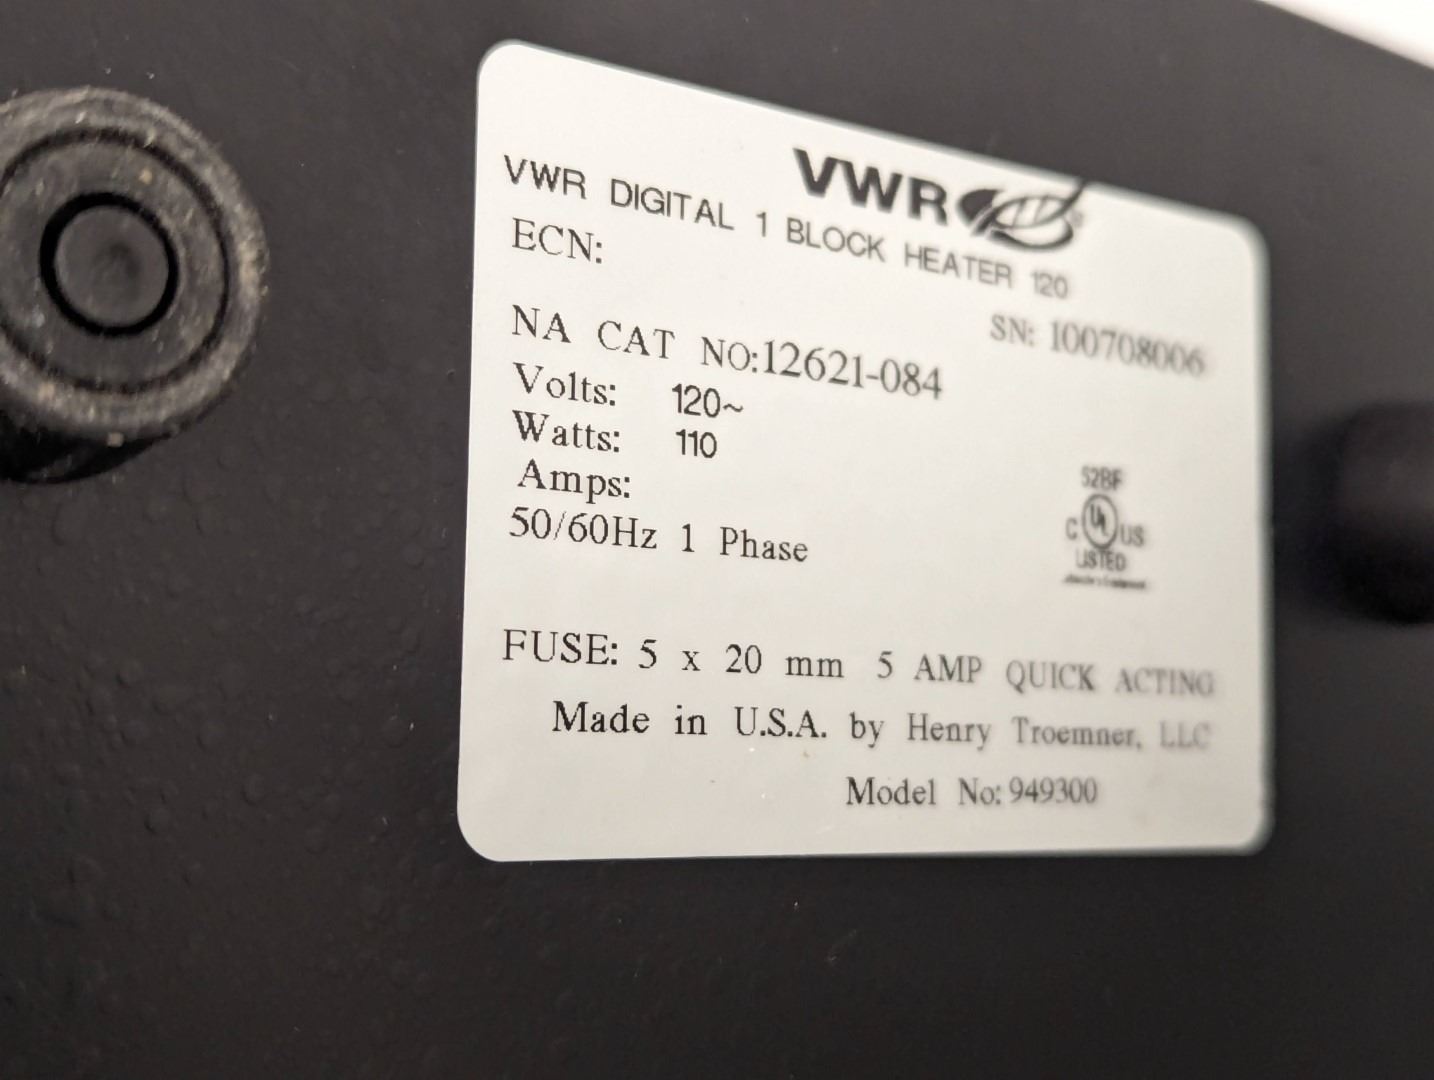 VWR
VWR DIGITAL 1 BLOCK HEATER 120
ECN:
SN: 100708006
NA CAT NO:12621-084
Volts: 120~
Watts: 110
Amps:
50/60Hz 1 Phase
52BF
C UL US
LISTED
FUSE: 5 x 20 mm 5 AMP QUICK ACTING
Made in U.S.A. by Henry Troemner, LLC
Model No: 949300